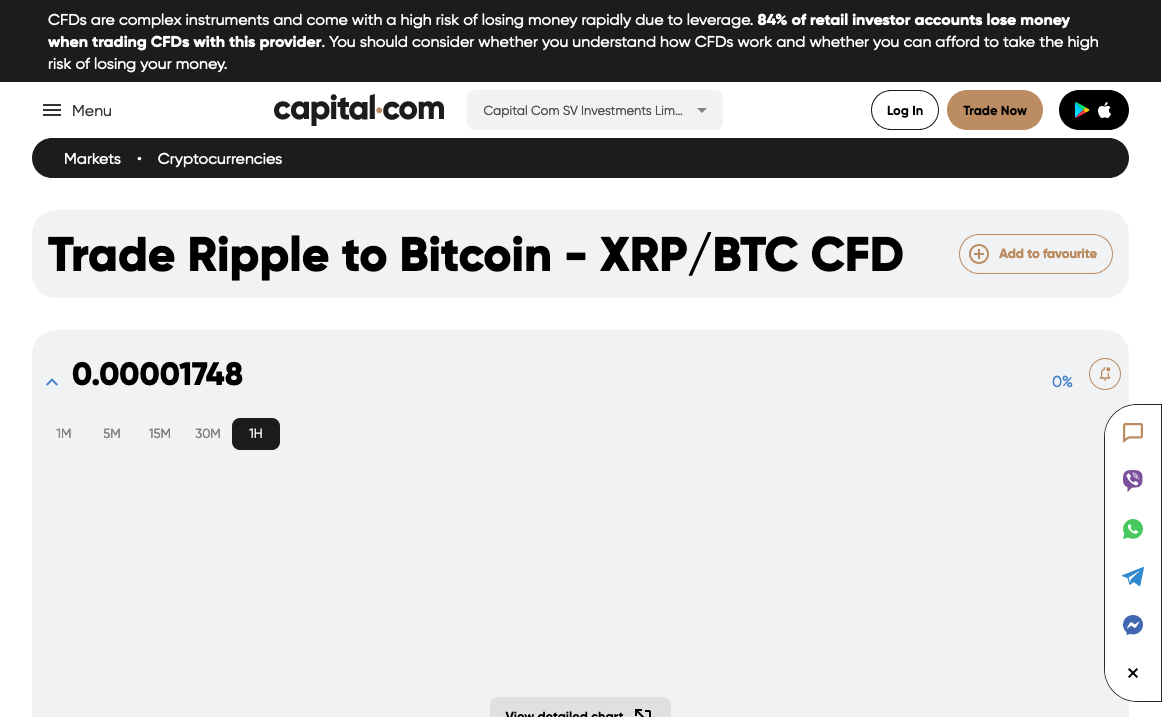 CFDs are complex instruments and come with a high risk of losing money rapidly due to leverage. 84% of retail investor accounts lose money
when trading CFDs with this provider. You should consider whether you understand how CFDs work and whether you can afford to take the high
risk of losing your money.
Menu
capital.com
Capital Com SV Investments Lim...
Log In
Trade Now
Markets • Cryptocurrencies
Trade Ripple to Bitcoin - XRP/BTC CFD
Add to favourite
0.00001748
0%
1M 5M 15M 30M 1H
View detailed chart